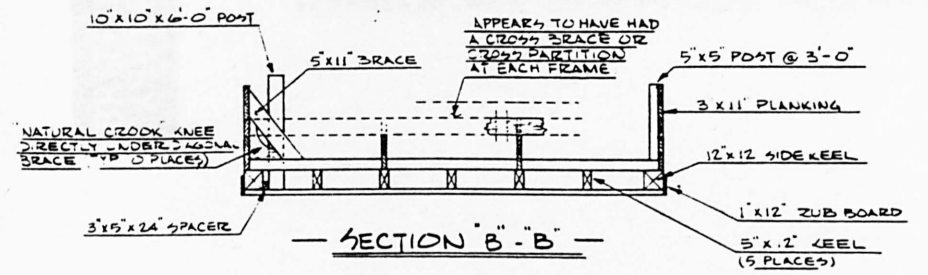 10"x10"x6'-0" POST
5"x11" BRACE
APPEARS TO HAVE HAD
A CROSS BRACE OR
CROSS PARTITION
AT EACH FRAME
5"x5" POST @ 3'-0"
3"x11" PLANKING
NATURAL CROOK KNEE
DIRECTLY UNDER DIAGONAL
BRACE (TYP PLACES)
12"x12" SIDE KEEL
1"x12" RUB BOARD
3"x5"x24" SPACER
5"x12" KEEL
(5 PLACES)
— SECTION "B"-"B" —